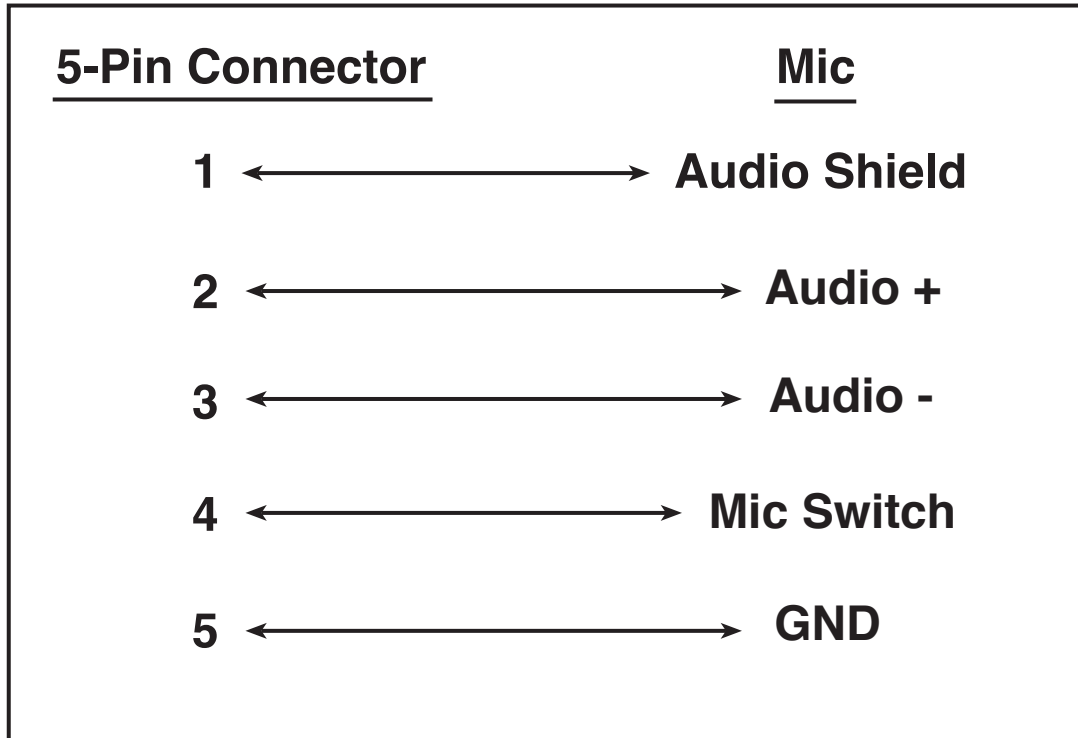 5-Pin Connector Mic
1 Audio Shield
2 Audio +
3 Audio -
4 Mic Switch
5 GND